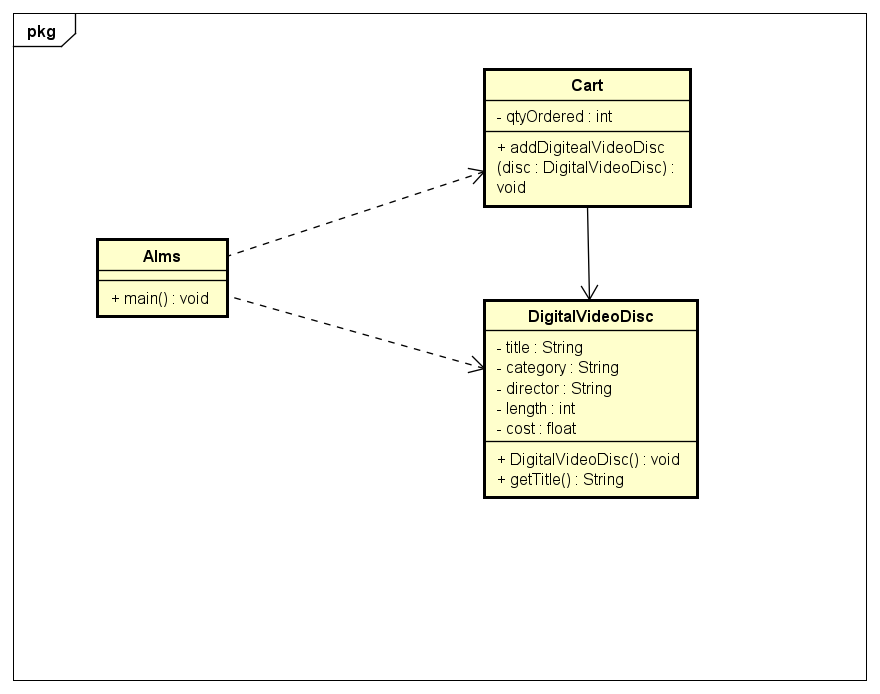 pkg
Cart
- qtyOrdered : int
+ addDigitealVideoDisc
(disc : DigitalVideoDisc) :
void
AIms
+ main() : void
DigitalVideoDisc
- title : String
- category : String
- director : String
- length : int
- cost : float
+ DigitalVideoDisc() : void
+ getTitle() : String